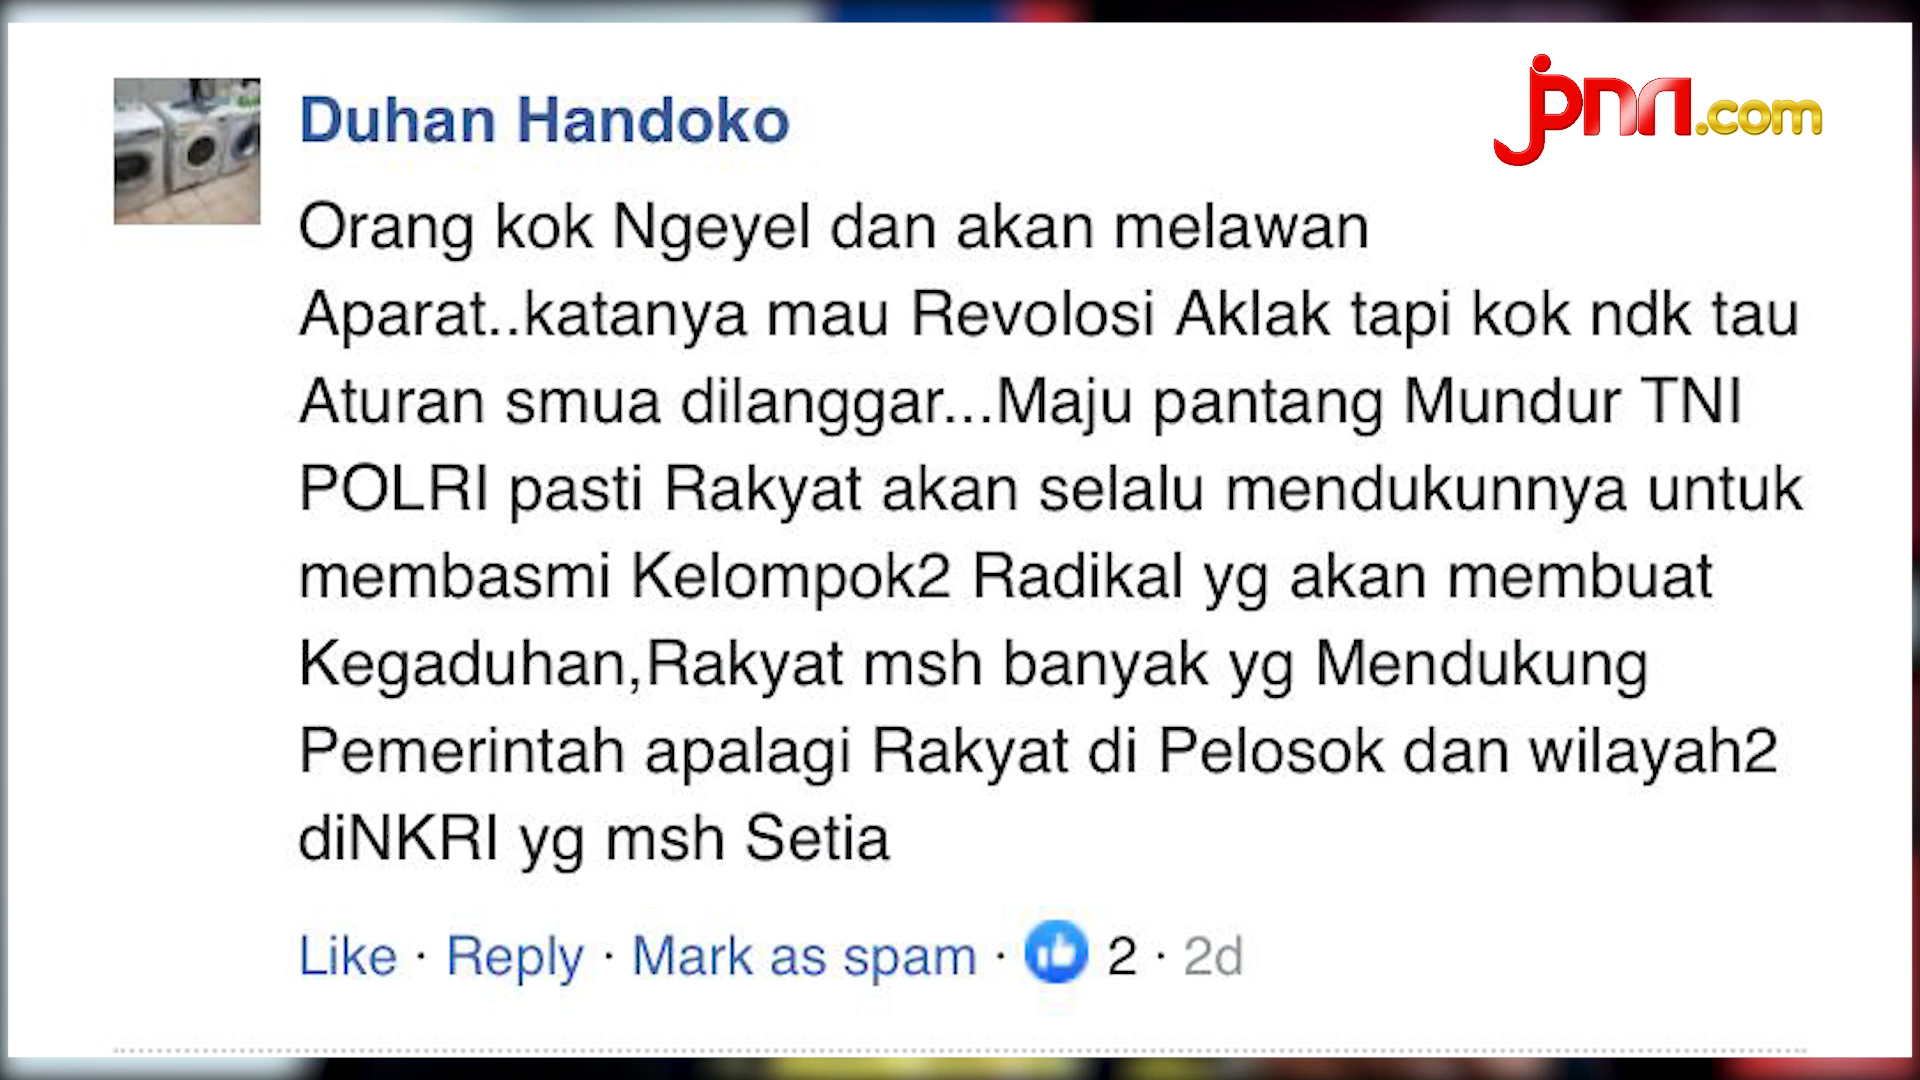 jpnn.com
Duhan Handoko
Orang kok Ngeyel dan akan melawan
Aparat..katanya mau Revolosi Aklak tapi kok ndk tau
Aturan smua dilanggar...Maju pantang Mundur TNI
POLRI pasti Rakyat akan selalu mendukunnya untuk
membasmi Kelompok2 Radikal yg akan membuat
Kegaduhan,Rakyat msh banyak yg Mendukung
Pemerintah apalagi Rakyat di Pelosok dan wilayah2
diNKRI yg msh Setia
Like · Reply · Mark as spam · 2 · 2d